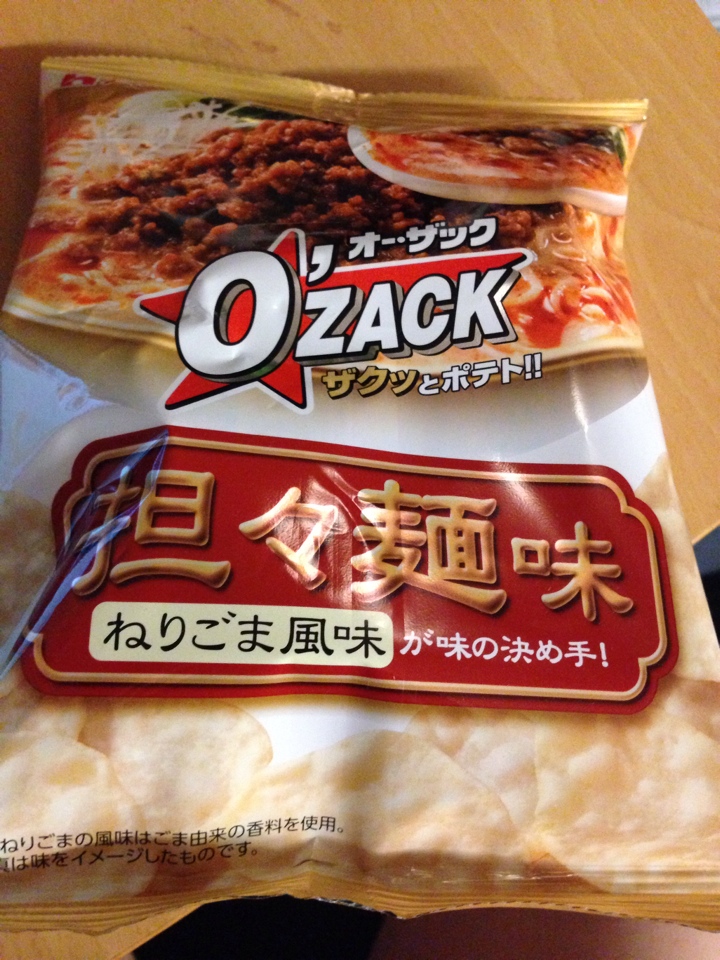 オー・ザック
O'ZACK
ザクッとポテト!!
担々麺味
ねりごま風味が味の決め手!
ねりごまの風味はごま由来の香料を使用。
真は味をイメージしたものです。